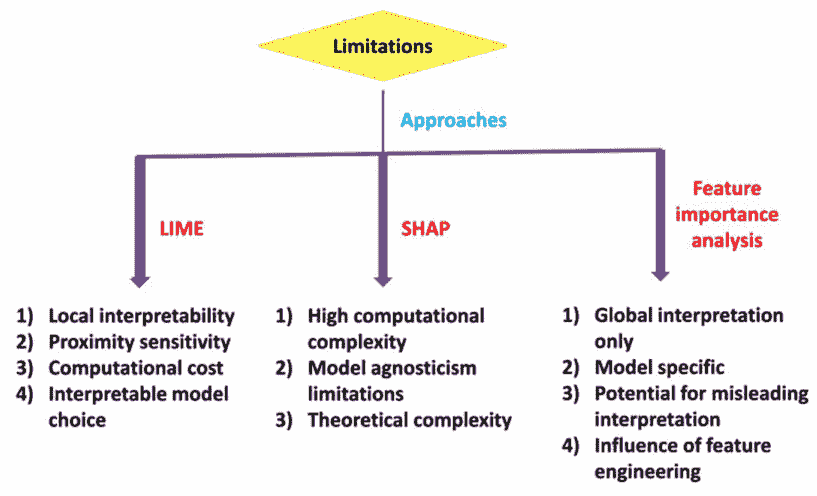 Limitations
Approaches
LIME
SHAP
Feature
importance
analysis
1) Local interpretability
2) Proximity sensitivity
3) Computational cost
4) Interpretable model
choice
1) High computational
complexity
2) Model agnosticism
limitations
3) Theoretical complexity
1) Global interpretation
only
2) Model specific
3) Potential for misleading
interpretation
4) Influence of feature
engineering